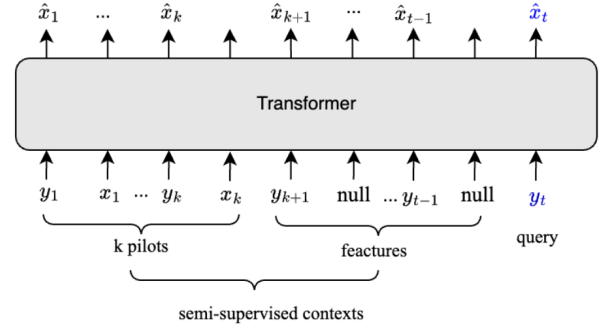 x̂₁ ... x̂ₖ x̂ₖ₊₁ ... x̂ₜ₋₁ x̂ₜ
Transformer
y₁ x₁ ... yₖ xₖ yₖ₊₁ null ... yₜ₋₁ null yₜ
k pilots feactures query
semi-supervised contexts